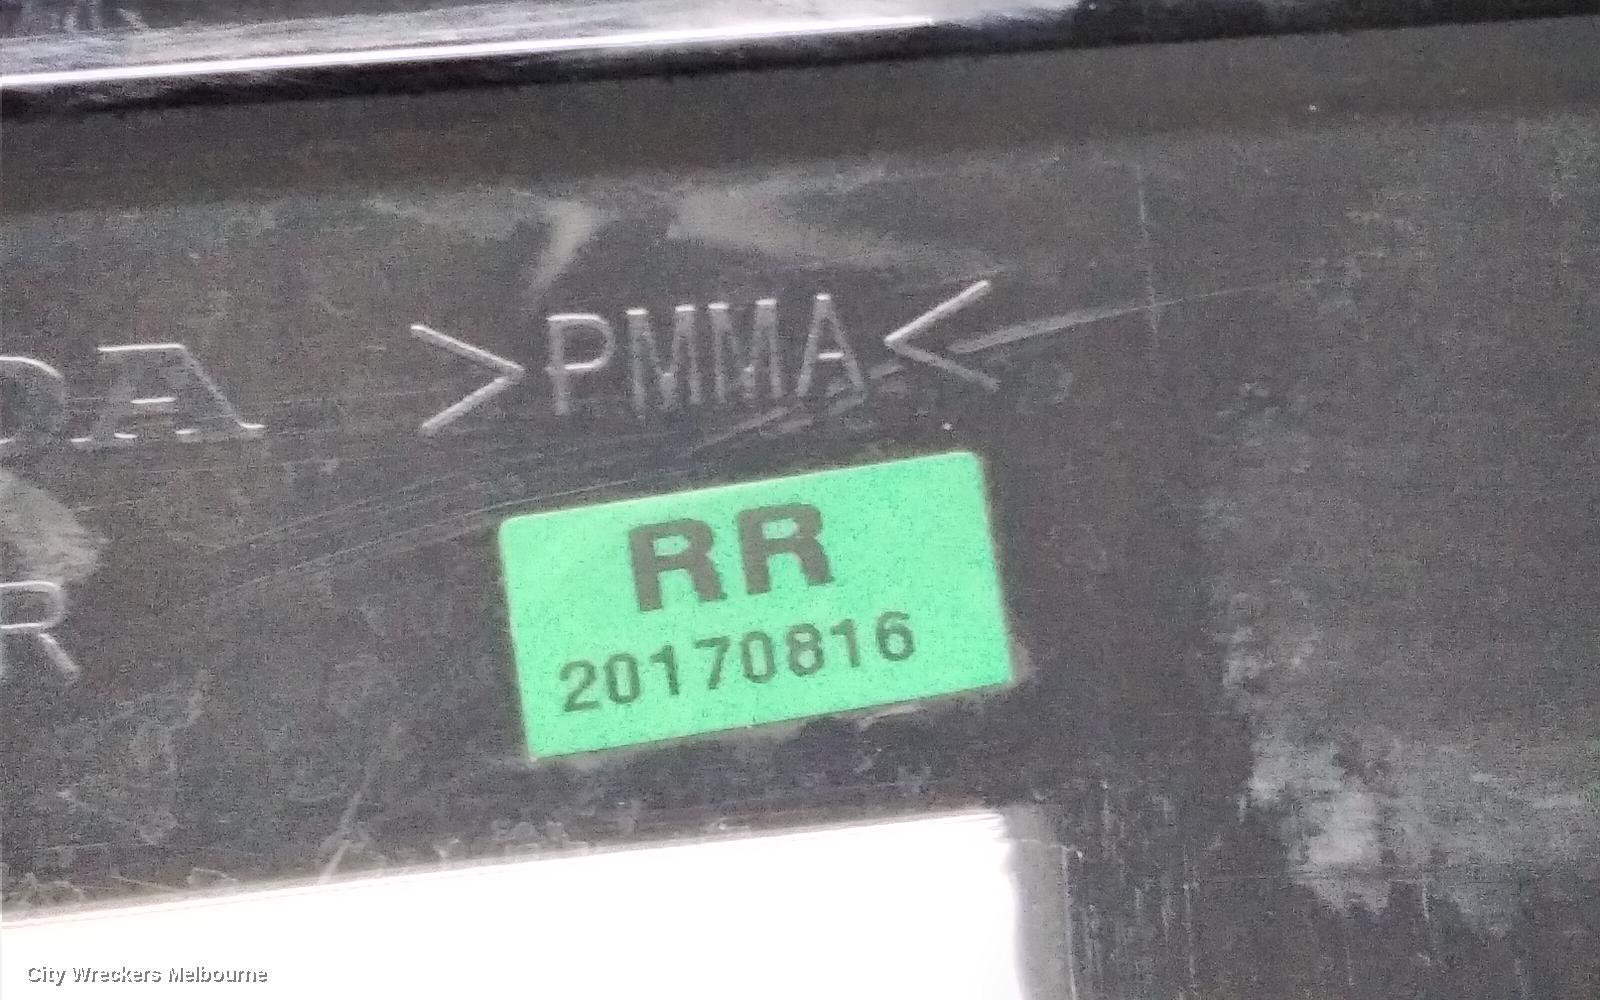 >PMMA<
RR
20170816
City Wreckers Melbourne